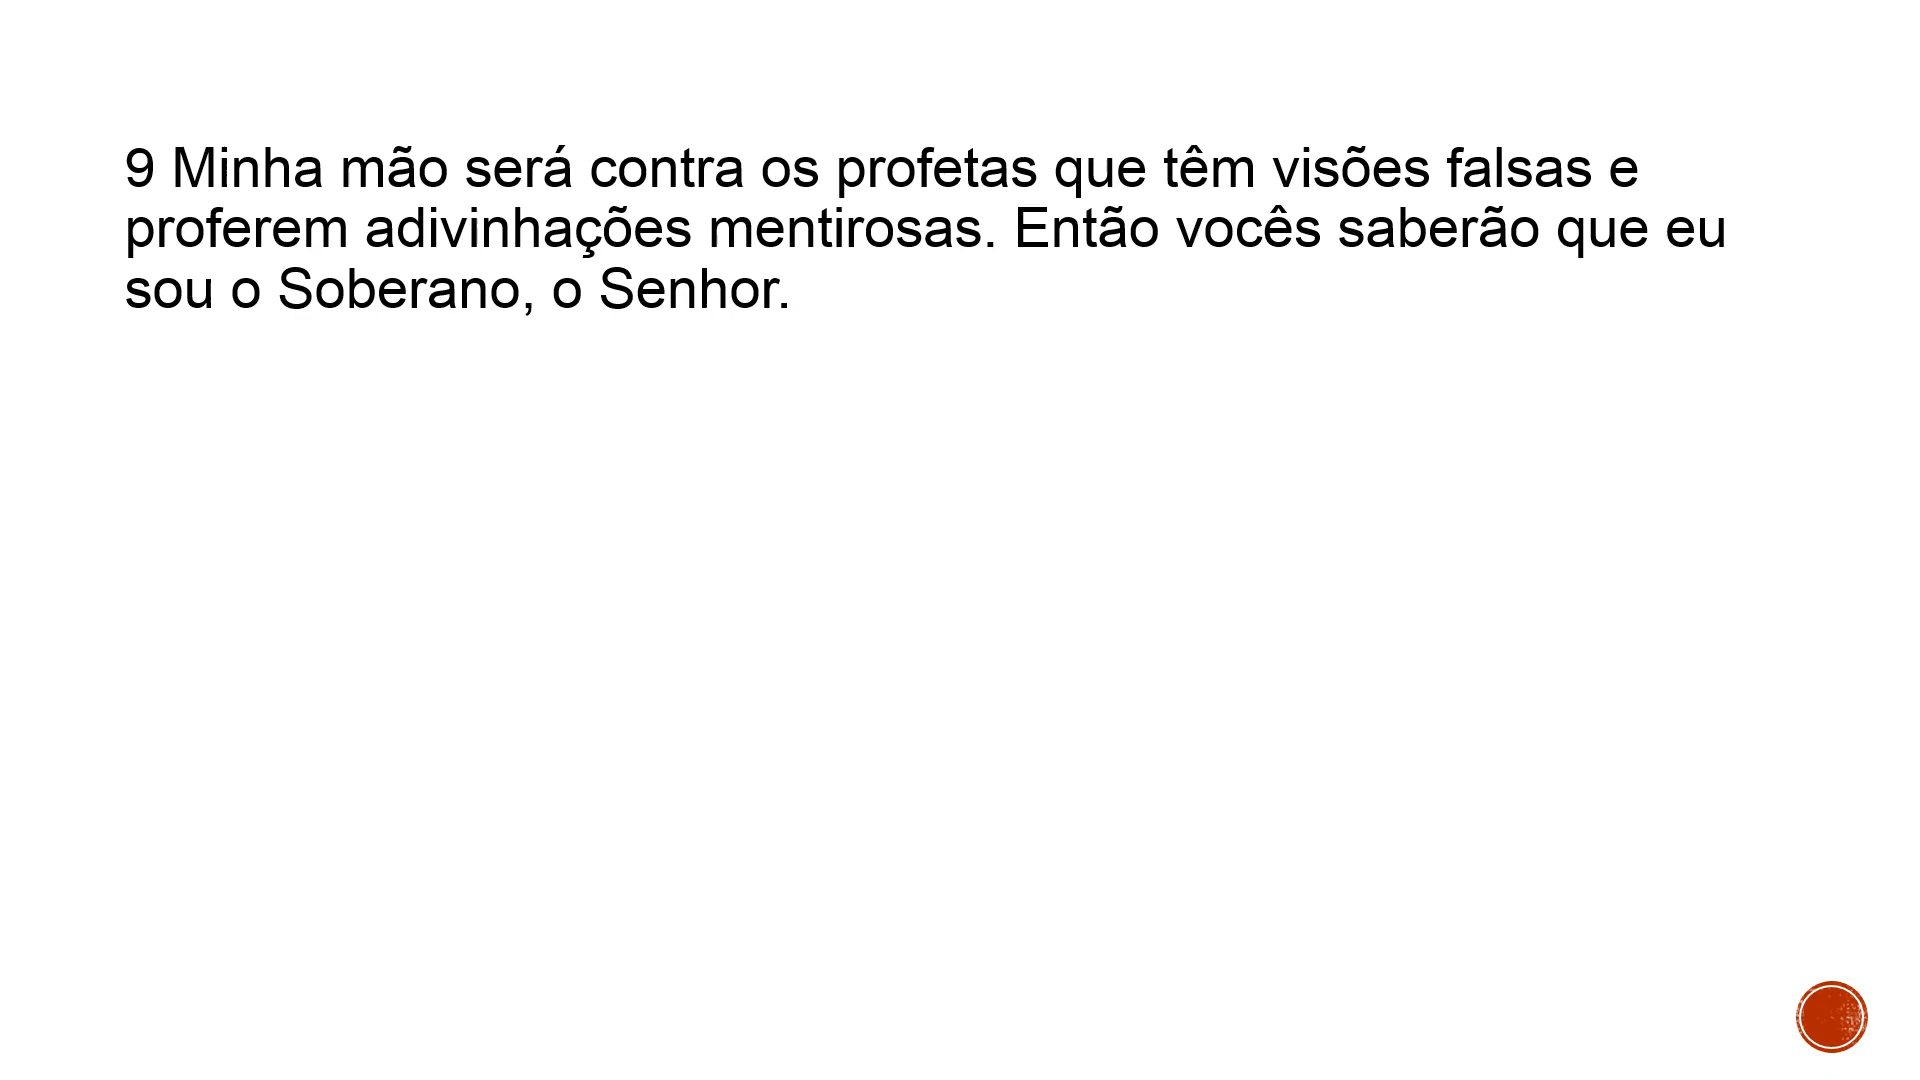 9 Minha mão será contra os profetas que têm visões falsas e
proferem adivinhações mentirosas. Então vocês saberão que eu
sou o Soberano, o Senhor.